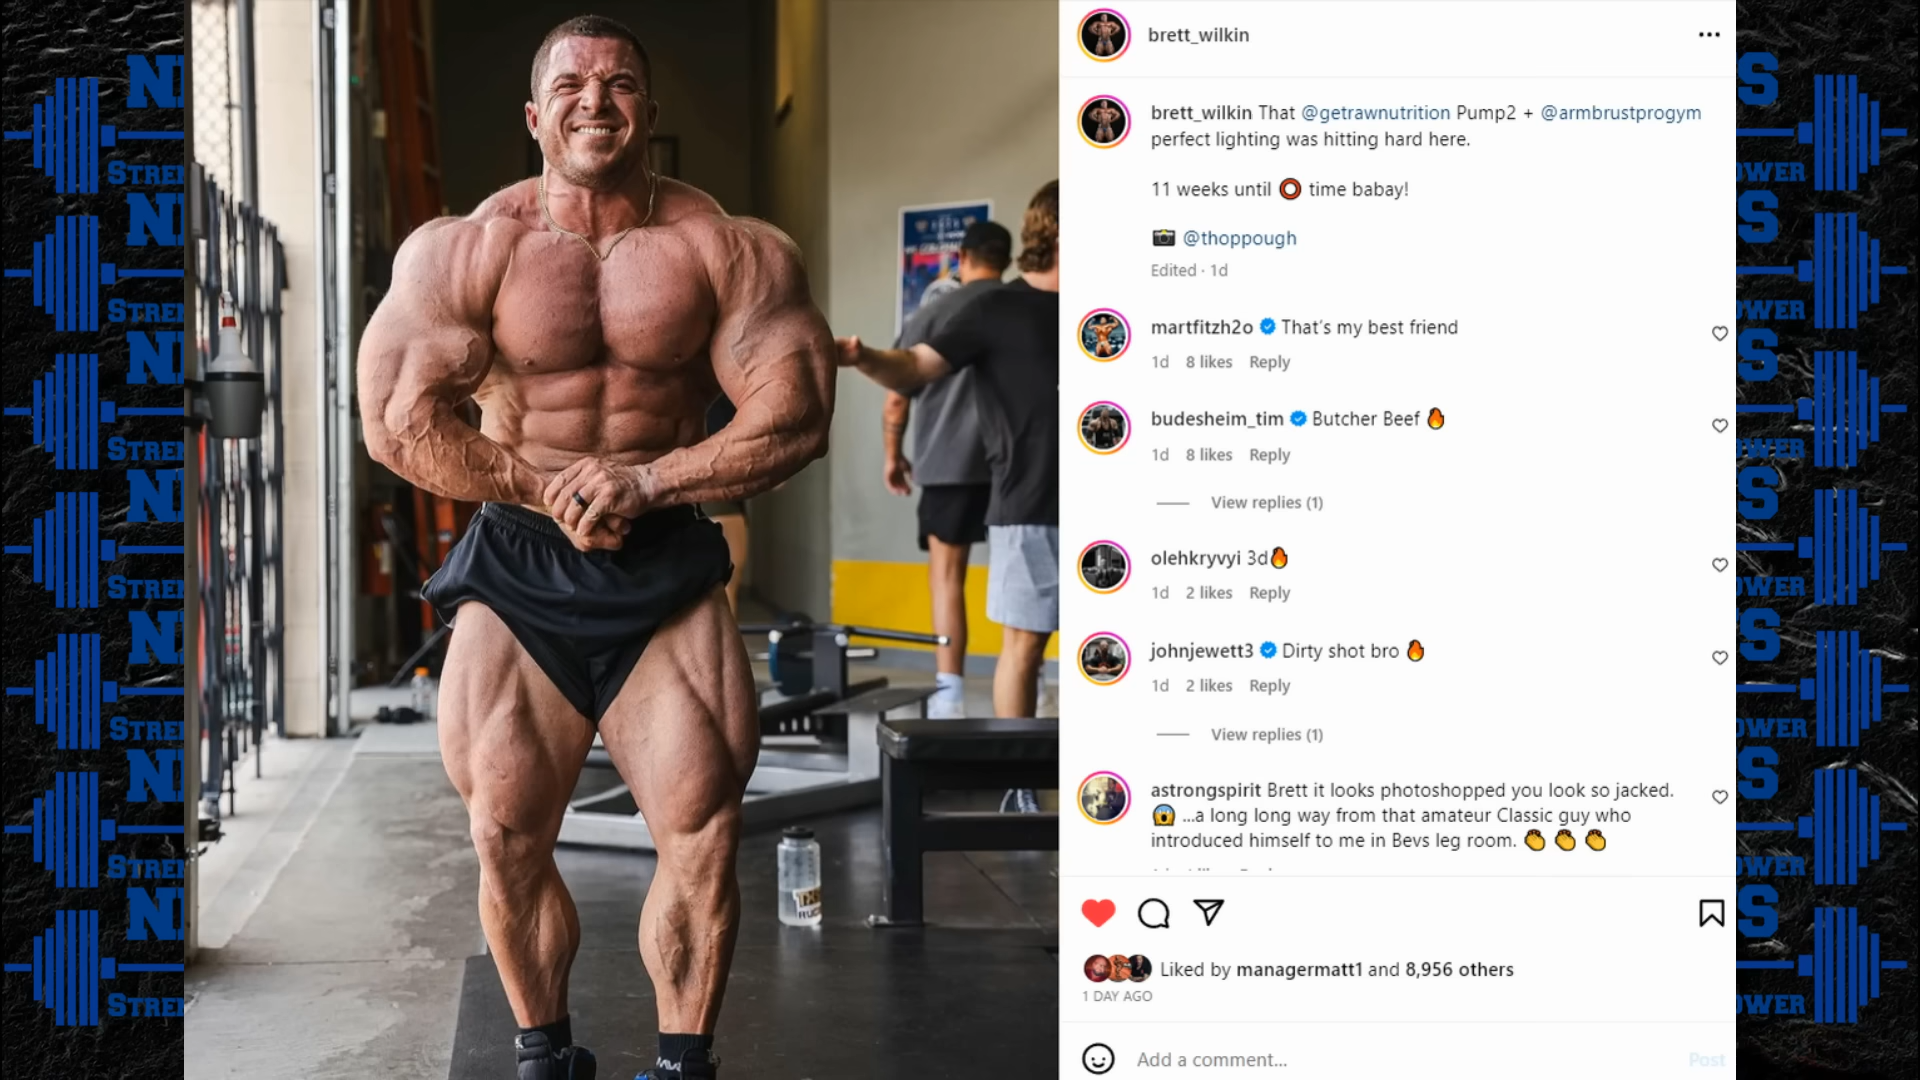 brett_wilkin
brett_wilkin That @getrawnutrition Pump2 + @armbrustprogym
perfect lighting was hitting hard here.
11 weeks until ⭕ time babay!
📷 @thoppough
Edited · 1d
martfitzh2o That's my best friend
1d 8 likes Reply
budesheim_tim Butcher Beef 🔥
1d 8 likes Reply
View replies (1)
olehkryvyi 3d🔥
1d 2 likes Reply
johnjewett3 Dirty shot bro 🔥
1d 2 likes Reply
View replies (1)
astrongspirit Brett it looks photoshopped you look so jacked.
😱 ...a long long way from that amateur Classic guy who
introduced himself to me in Bevs leg room. 👏 👏 👏
Liked by managermatt1 and 8,956 others
1 DAY AGO
Add a comment...
Post